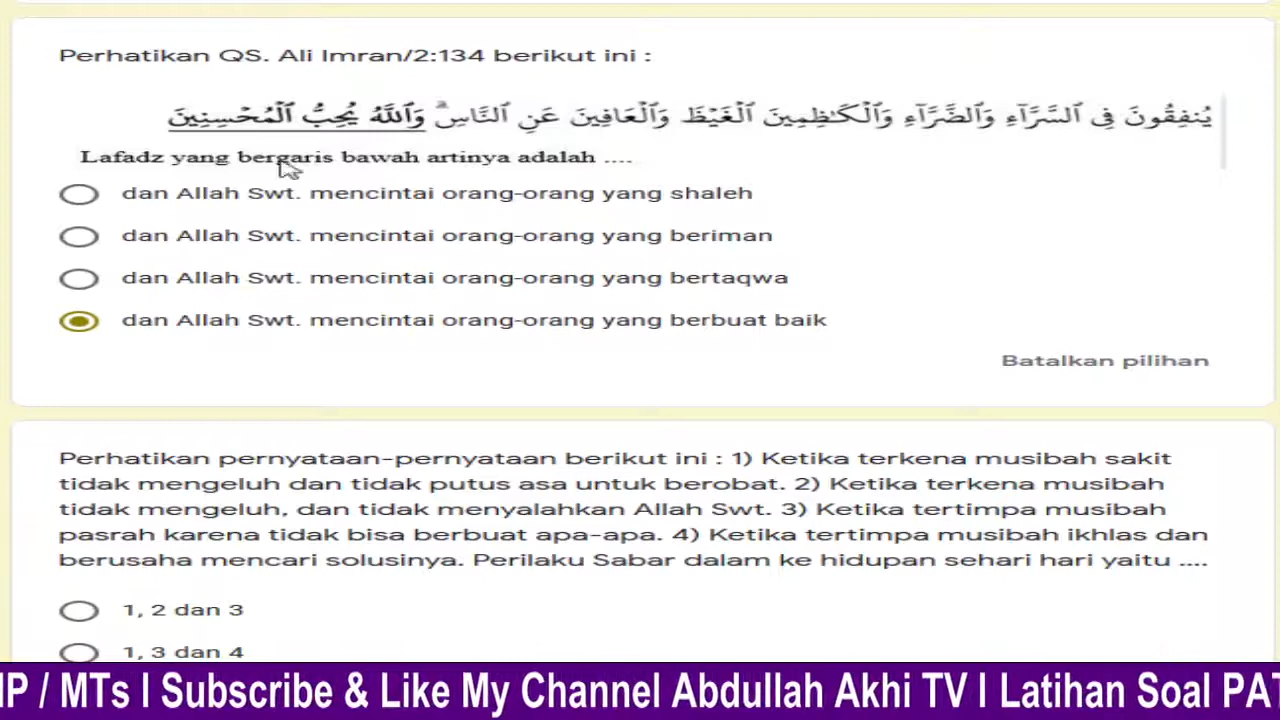 Perhatikan QS. Ali Imran/2:134 berikut ini :
يُنفِقُونَ فِى ٱلسَّرَّآءِ وَٱلضَّرَّآءِ وَٱلْكَـٰظِمِينَ ٱلْغَيْظَ وَٱلْعَافِينَ عَنِ ٱلنَّاسِ ۗ وَٱللَّهُ يُحِبُّ ٱلْمُحْسِنِينَ
Lafadz yang bergaris bawah artinya adalah ....
dan Allah Swt. mencintai orang-orang yang shaleh
dan Allah Swt. mencintai orang-orang yang beriman
dan Allah Swt. mencintai orang-orang yang bertaqwa
dan Allah Swt. mencintai orang-orang yang berbuat baik
Batalkan pilihan
Perhatikan pernyataan-pernyataan berikut ini : 1) Ketika terkena musibah sakit
tidak mengeluh dan tidak putus asa untuk berobat. 2) Ketika terkena musibah
tidak mengeluh, dan tidak menyalahkan Allah Swt. 3) Ketika tertimpa musibah
pasrah karena tidak bisa berbuat apa-apa. 4) Ketika tertimpa musibah ikhlas dan
berusaha mencari solusinya. Perilaku Sabar dalam ke hidupan sehari hari yaitu ....
1, 2 dan 3
1, 3 dan 4
/ MTs I Subscribe & Like My Channel Abdullah Akhi TV I Latihan Soal PAT